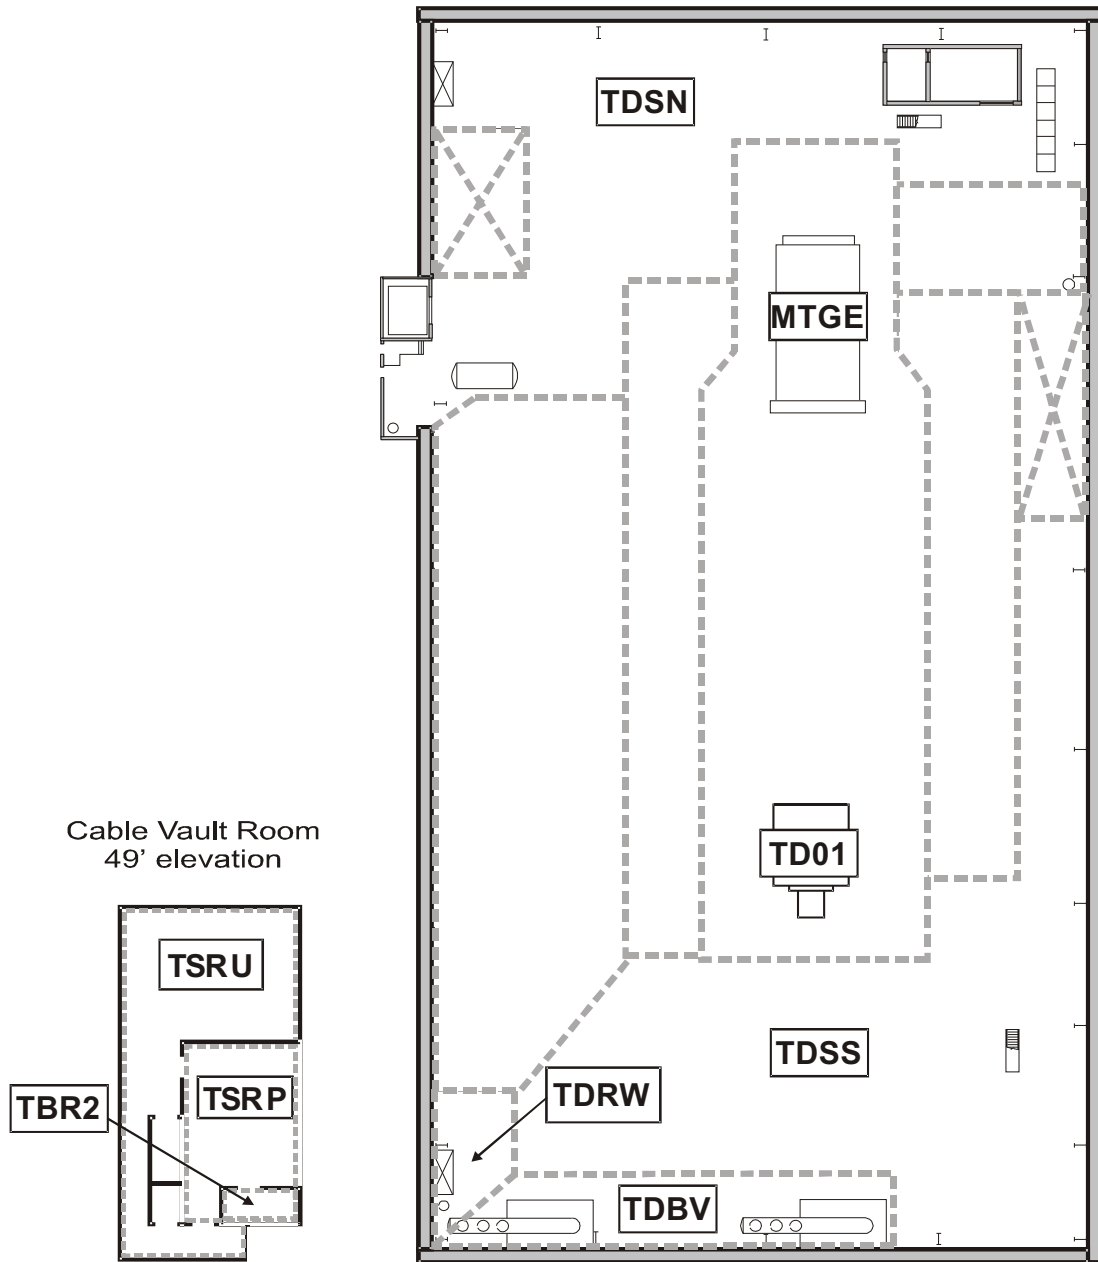 TDSN
MTGE
TD01
Cable Vault Room
49' elevation
TSRU
TDSS
TSRP
TDRW
TBR2
TDBV